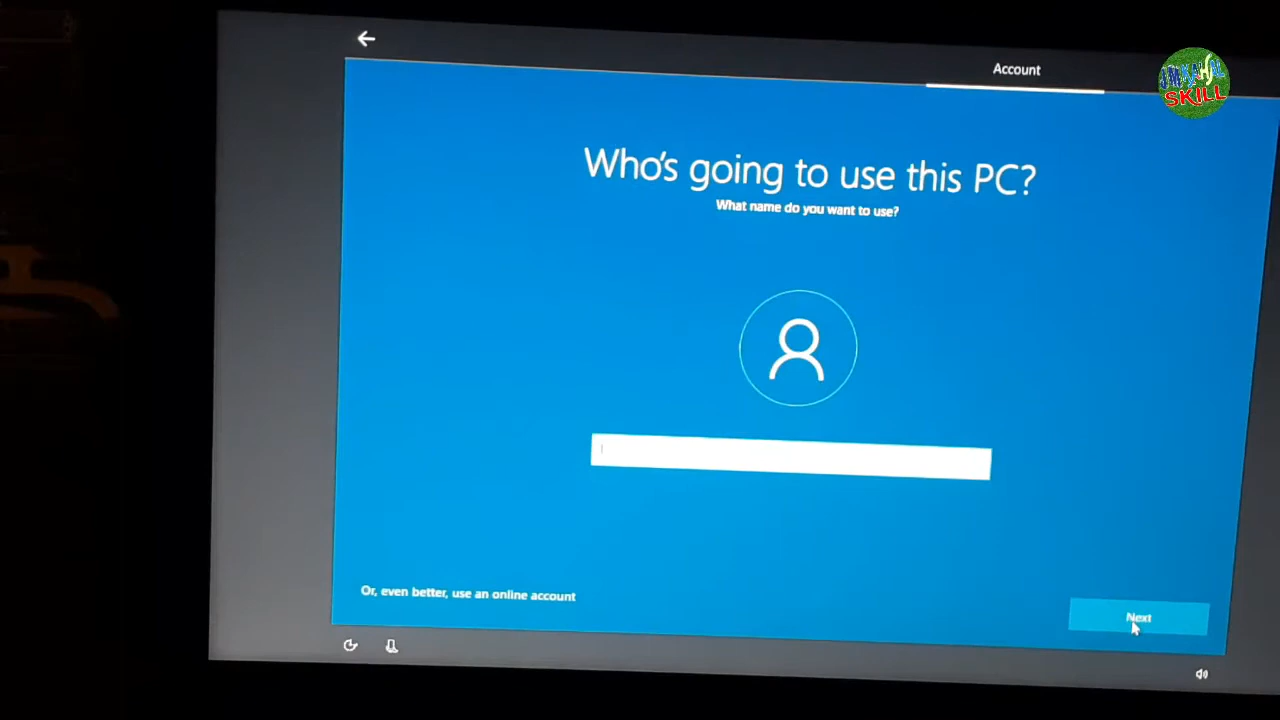 Account
SKILL
Who's going to use this PC?
What name do you want to use?
Or, even better, use an online account
Next